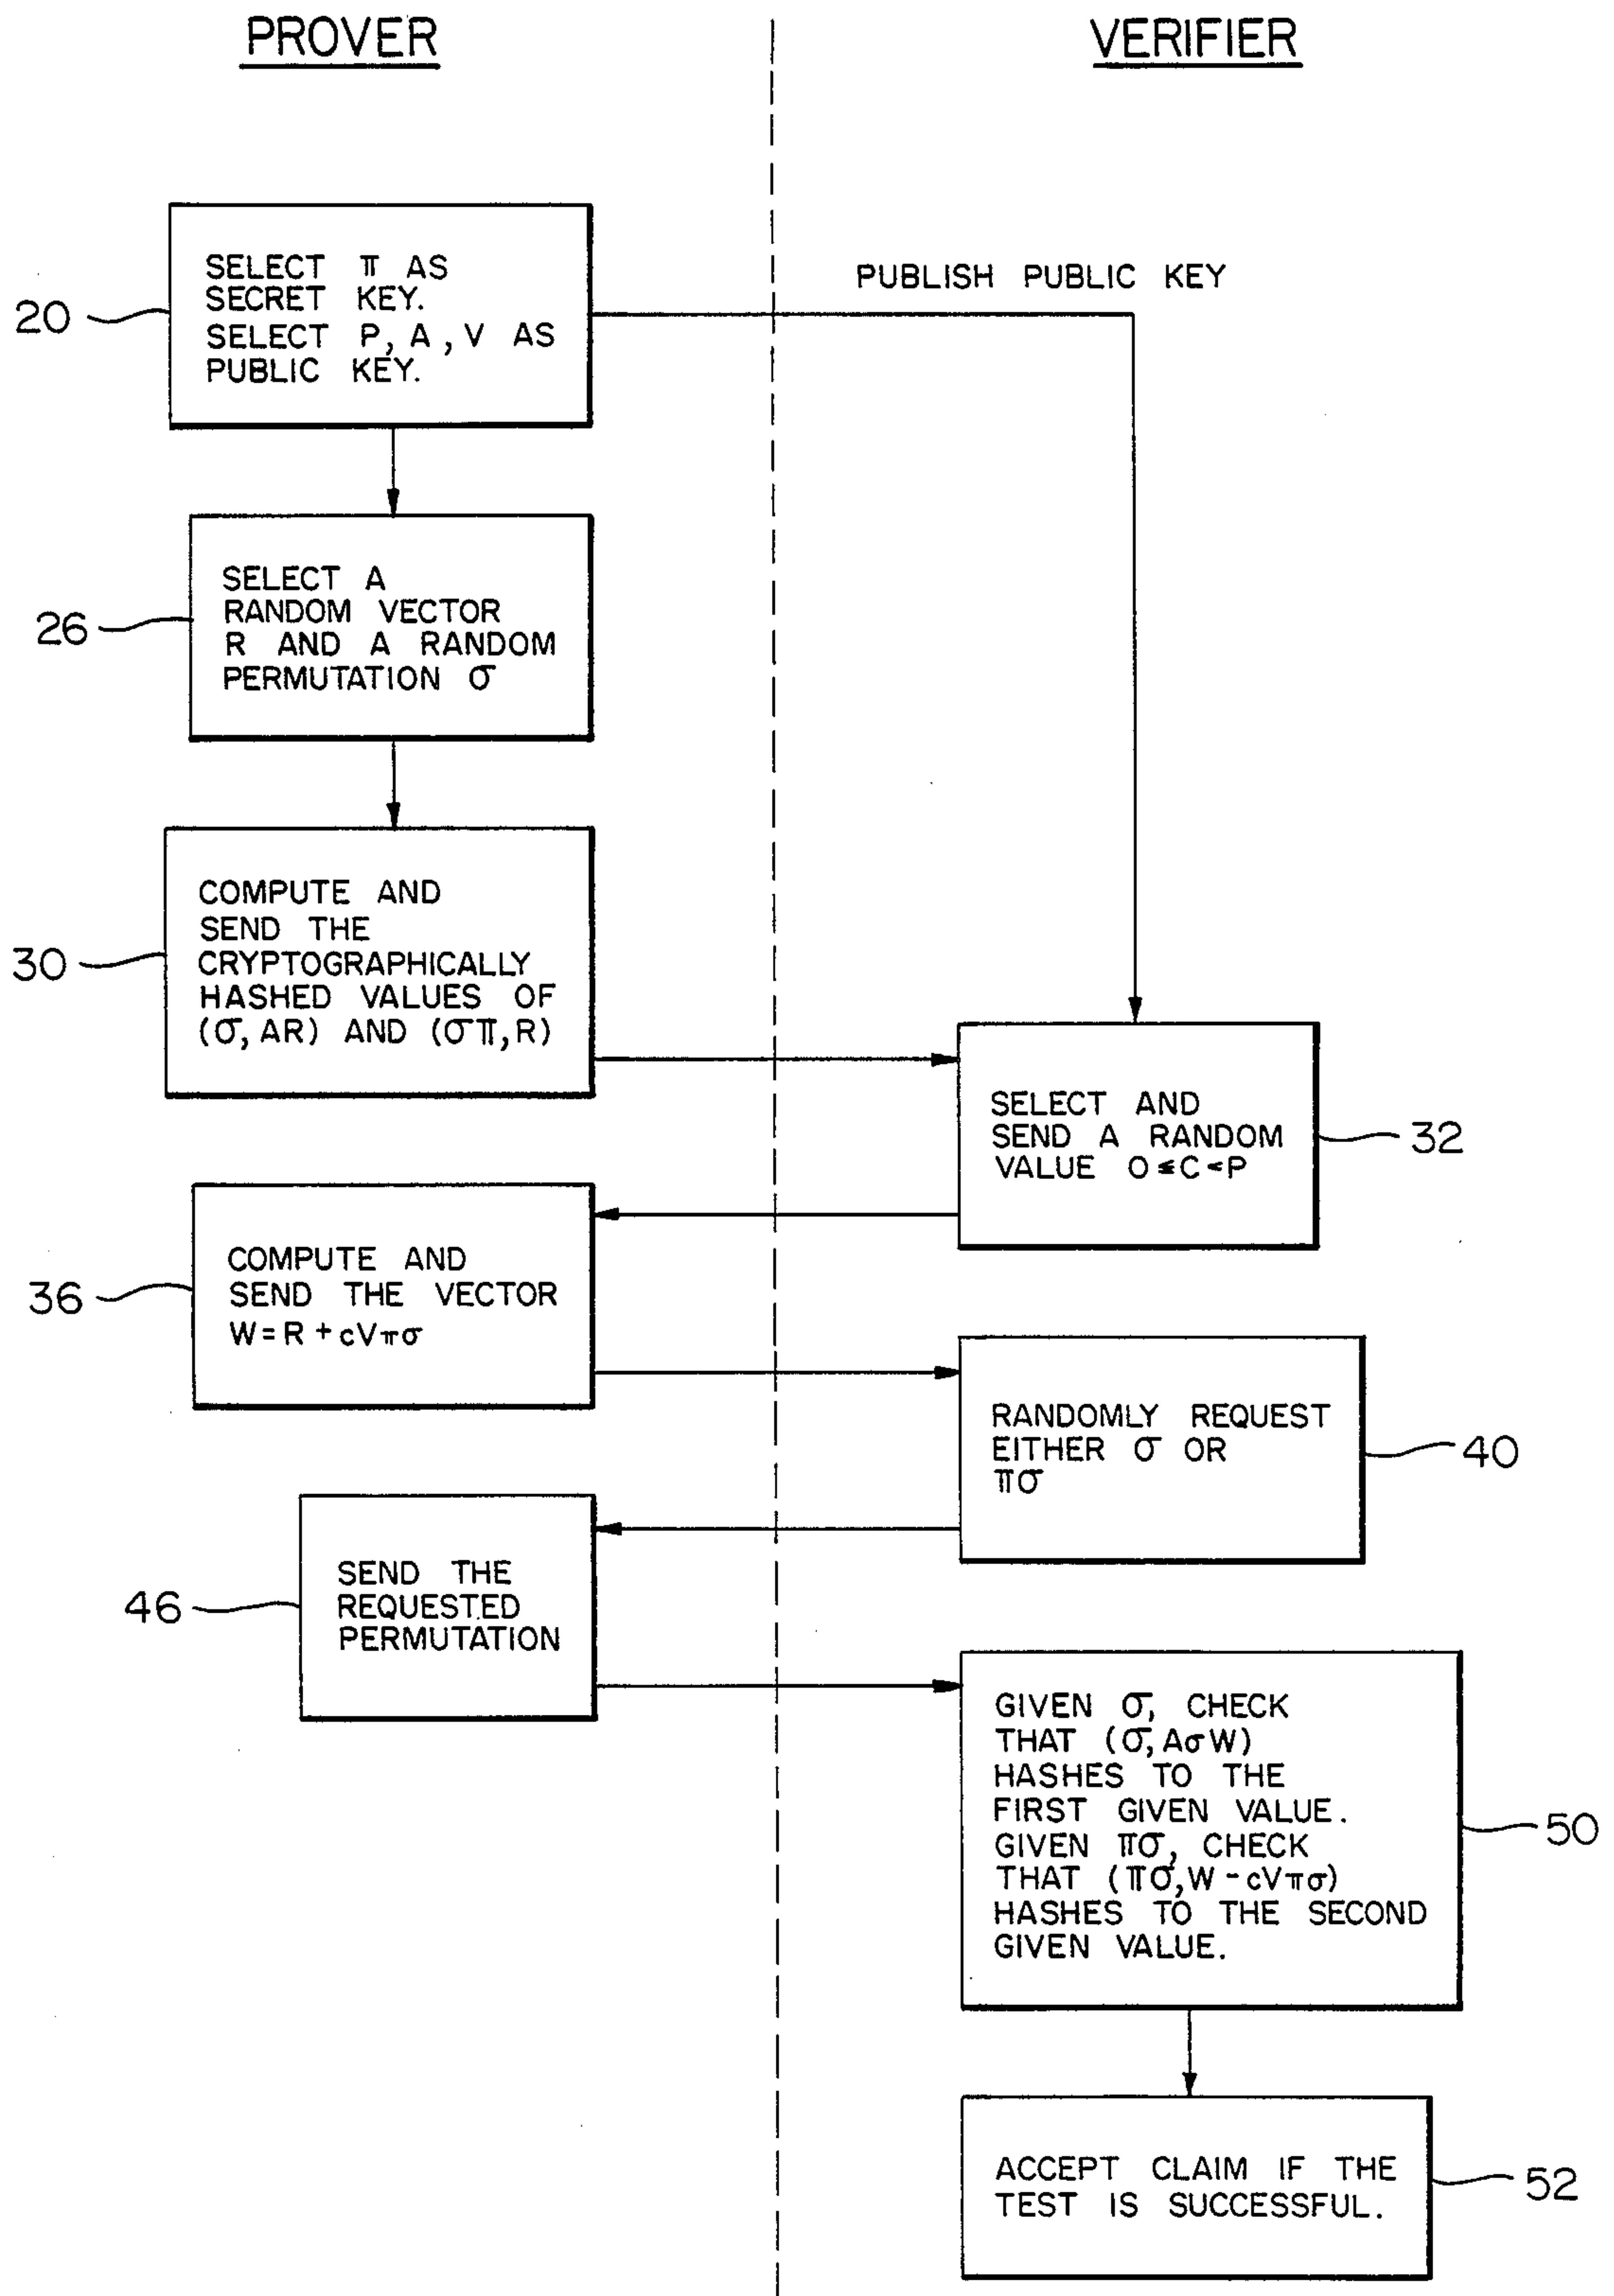 PROVER
VERIFIER
SELECT π AS
SECRET KEY.
SELECT P, A, V AS
PUBLIC KEY.
20
PUBLISH PUBLIC KEY
SELECT A
RANDOM VECTOR
R AND A RANDOM
PERMUTATION σ
26
COMPUTE AND
SEND THE
CRYPTOGRAPHICALLY
HASHED VALUES OF
(σ, AR) AND (σπ, R)
30
SELECT AND
SEND A RANDOM
VALUE O ≤ C < P
32
COMPUTE AND
SEND THE VECTOR
W = R + cVπσ
36
RANDOMLY REQUEST
EITHER σ OR
πσ
40
SEND THE
REQUESTED
PERMUTATION
46
GIVEN σ, CHECK
THAT (σ, AσW)
HASHES TO THE
FIRST GIVEN VALUE.
GIVEN πσ, CHECK
THAT (πσ, W - cVπσ)
HASHES TO THE SECOND
GIVEN VALUE.
50
ACCEPT CLAIM IF THE
TEST IS SUCCESSFUL.
52